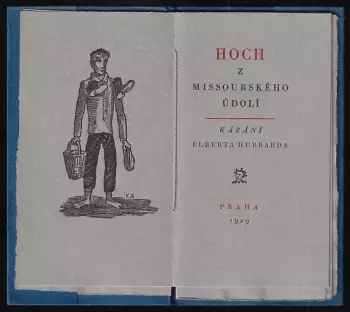 HOCH
Z
MISSOURSKÉHO
ÚDOLÍ
KÁZÁNÍ
ELBERTA HUBBARDA
PRAHA
1929